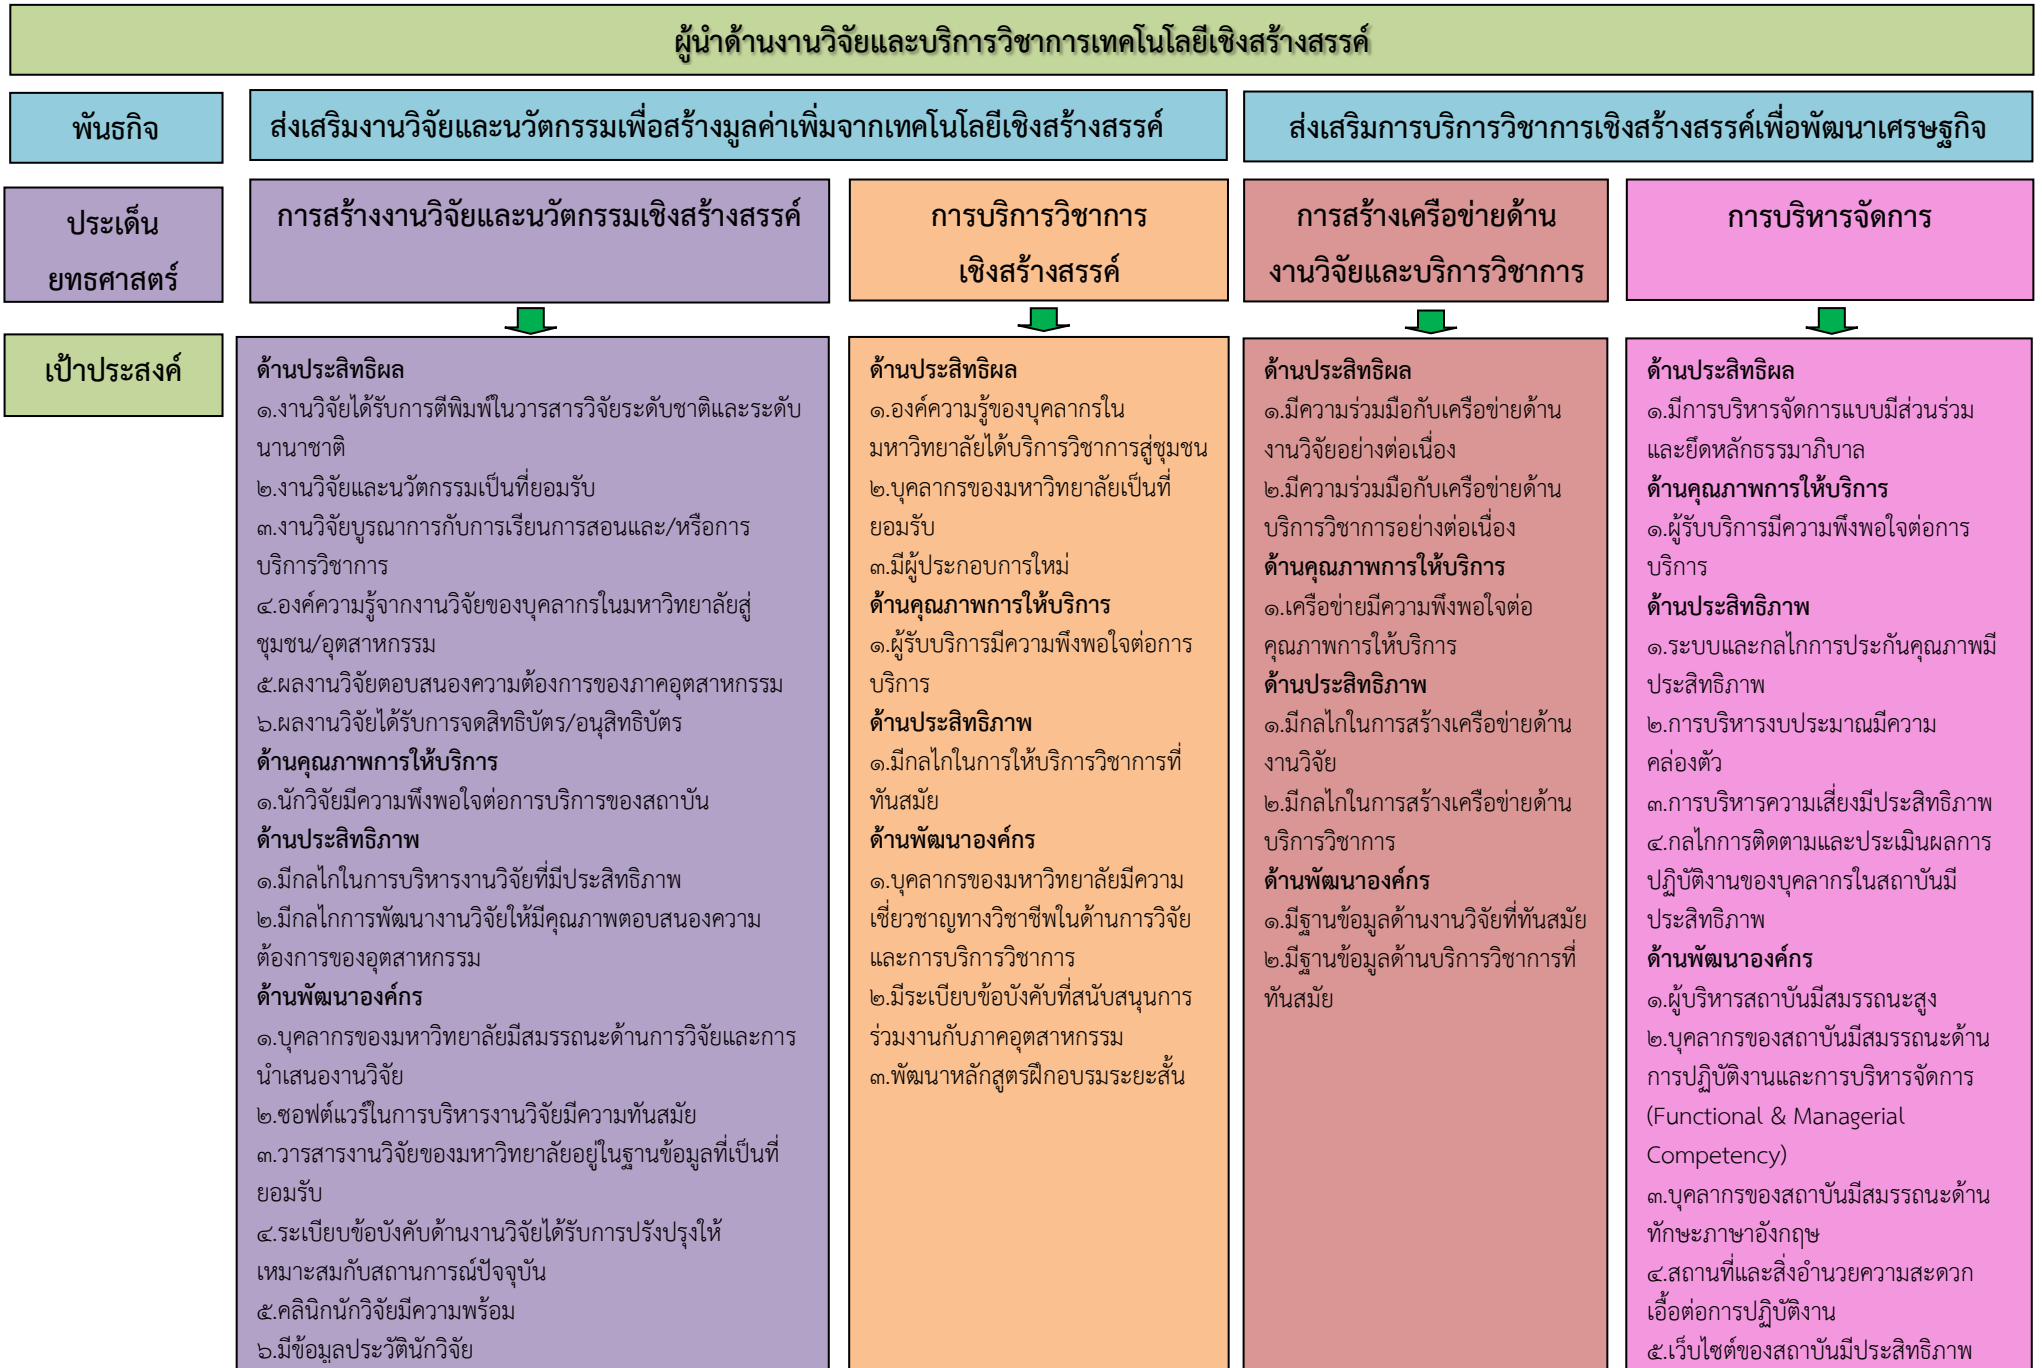 ผู้นำด้านงานวิจัยและบริการวิชาการเทคโนโลยีเชิงสร้างสรรค์
พันธกิจ
ส่งเสริมงานวิจัยและนวัตกรรมเพื่อสร้างมูลค่าเพิ่มจากเทคโนโลยีเชิงสร้างสรรค์
ส่งเสริมการบริการวิชาการเชิงสร้างสรรค์เพื่อพัฒนาเศรษฐกิจ
ประเด็น
ยทธศาสตร์
การสร้างงานวิจัยและนวัตกรรมเชิงสร้างสรรค์
การบริการวิชาการ
เชิงสร้างสรรค์
การสร้างเครือข่ายด้าน
งานวิจัยและบริการวิชาการ
การบริหารจัดการ
เป้าประสงค์
ด้านประสิทธิผล
๑.งานวิจัยได้รับการตีพิมพ์ในวารสารวิจัยระดับชาติและระดับ
นานาชาติ
๒.งานวิจัยและนวัตกรรมเป็นที่ยอมรับ
๓.งานวิจัยบูรณาการกับการเรียนการสอนและ/หรือการ
บริการวิชาการ
๔.องค์ความรู้จากงานวิจัยของบุคลากรในมหาวิทยาลัยสู่
ชุมชน/อุตสาหกรรม
๕.ผลงานวิจัยตอบสนองความต้องการของภาคอุตสาหกรรม
๖.ผลงานวิจัยได้รับการจดสิทธิบัตร/อนุสิทธิบัตร
ด้านคุณภาพการให้บริการ
๑.นักวิจัยมีความพึงพอใจต่อการบริการของสถาบัน
ด้านประสิทธิภาพ
๑.มีกลไกในการบริหารงานวิจัยที่มีประสิทธิภาพ
๒.มีกลไกการพัฒนางานวิจัยให้มีคุณภาพตอบสนองความ
ต้องการของอุตสาหกรรม
ด้านพัฒนาองค์กร
๑.บุคลากรของมหาวิทยาลัยมีสมรรถนะด้านการวิจัยและการ
นำเสนองานวิจัย
๒.ซอฟต์แวร์ในการบริหารงานวิจัยมีความทันสมัย
๓.วารสารงานวิจัยของมหาวิทยาลัยอยู่ในฐานข้อมูลที่เป็นที่
ยอมรับ
๔.ระเบียบข้อบังคับด้านงานวิจัยได้รับการปรังปรุงให้
เหมาะสมกับสถานการณ์ปัจจุบัน
๕.คลินิกนักวิจัยมีความพร้อม
๖.มีข้อมูลประวัตินักวิจัย
ด้านประสิทธิผล
๑.องค์ความรู้ของบุคลากรใน
มหาวิทยาลัยได้บริการวิชาการสู่ชุมชน
๒.บุคลากรของมหาวิทยาลัยเป็นที่
ยอมรับ
๓.มีผู้ประกอบการใหม่
ด้านคุณภาพการให้บริการ
๑.ผู้รับบริการมีความพึงพอใจต่อการ
บริการ
ด้านประสิทธิภาพ
๑.มีกลไกในการให้บริการวิชาการที่
ทันสมัย
ด้านพัฒนาองค์กร
๑.บุคลากรของมหาวิทยาลัยมีความ
เชี่ยวชาญทางวิชาชีพในด้านการวิจัย
และการบริการวิชาการ
๒.มีระเบียบข้อบังคับที่สนับสนุนการ
ร่วมงานกับภาคอุตสาหกรรม
๓.พัฒนาหลักสูตรฝึกอบรมระยะสั้น
ด้านประสิทธิผล
๑.มีความร่วมมือกับเครือข่ายด้าน
งานวิจัยอย่างต่อเนื่อง
๒.มีความร่วมมือกับเครือข่ายด้าน
บริการวิชาการอย่างต่อเนื่อง
ด้านคุณภาพการให้บริการ
๑.เครือข่ายมีความพึงพอใจต่อ
คุณภาพการให้บริการ
ด้านประสิทธิภาพ
๑.มีกลไกในการสร้างเครือข่ายด้าน
งานวิจัย
๒.มีกลไกในการสร้างเครือข่ายด้าน
บริการวิชาการ
ด้านพัฒนาองค์กร
๑.มีฐานข้อมูลด้านงานวิจัยที่ทันสมัย
๒.มีฐานข้อมูลด้านบริการวิชาการที่
ทันสมัย
ด้านประสิทธิผล
๑.มีการบริหารจัดการแบบมีส่วนร่วม
และยึดหลักธรรมาภิบาล
ด้านคุณภาพการให้บริการ
๑.ผู้รับบริการมีความพึงพอใจต่อการ
บริการ
ด้านประสิทธิภาพ
๑.ระบบและกลไกการประกันคุณภาพมี
ประสิทธิภาพ
๒.การบริหารงบประมาณมีความ
คล่องตัว
๓.การบริหารความเสี่ยงมีประสิทธิภาพ
๔.กลไกการติดตามและประเมินผลการ
ปฏิบัติงานของบุคลากรในสถาบันมี
ประสิทธิภาพ
ด้านพัฒนาองค์กร
๑.ผู้บริหารสถาบันมีสมรรถนะสูง
๒.บุคลากรของสถาบันมีสมรรถนะด้าน
การปฏิบัติงานและการบริหารจัดการ
(Functional & Managerial
Competency)
๓.บุคลากรของสถาบันมีสมรรถนะด้าน
ทักษะภาษาอังกฤษ
๔.สถานที่และสิ่งอำนวยความสะดวก
เอื้อต่อการปฏิบัติงาน
๕.เว็บไซต์ของสถาบันมีประสิทธิภาพ